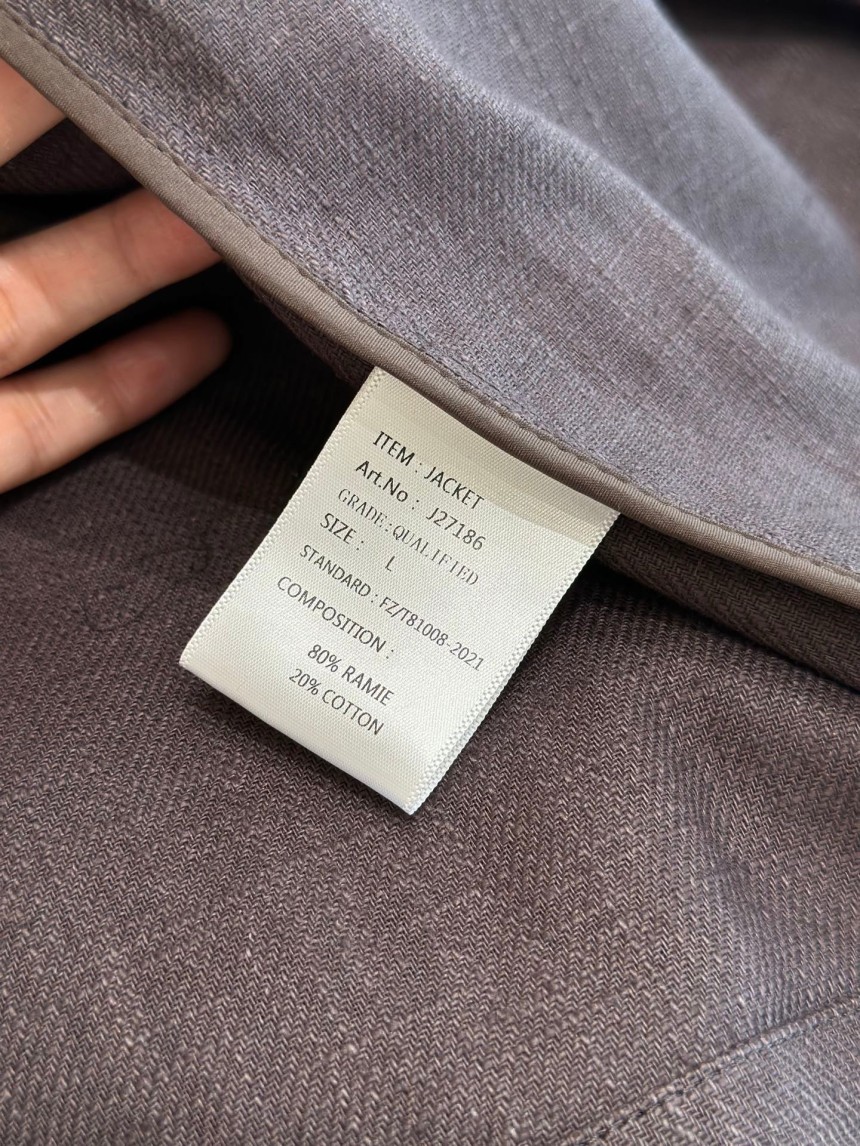 ITEM : JACKET
Art.No : J27186
GRADE:QUALIFIED
SIZE : L
STANDARD : FZ/T81008-2021
COMPOSITION :
80% RAMIE
20% COTTON